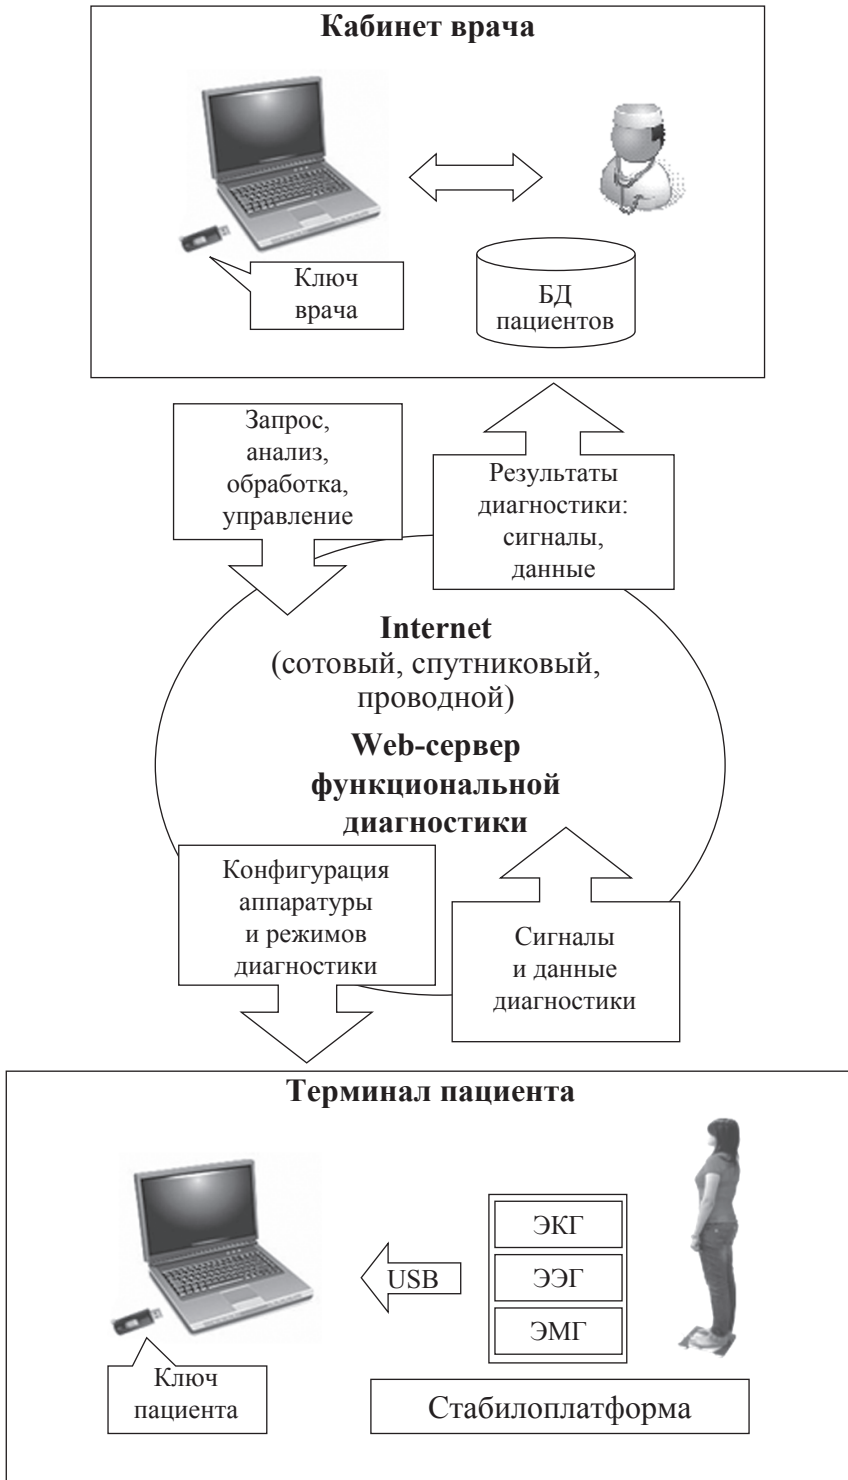 Кабинет врача
Ключ
врача
БД
пациентов
Запрос,
анализ,
обработка,
управление
Результаты
диагностики:
сигналы,
данные
Internet
(сотовый, спутниковый,
проводной)
Web-сервер
функциональной
диагностики
Конфигурация
аппаратуры
и режимов
диагностики
Сигналы
и данные
диагностики
Терминал пациента
ЭКГ
USB
ЭЭГ
ЭМГ
Ключ
пациента
Стабилоплатформа